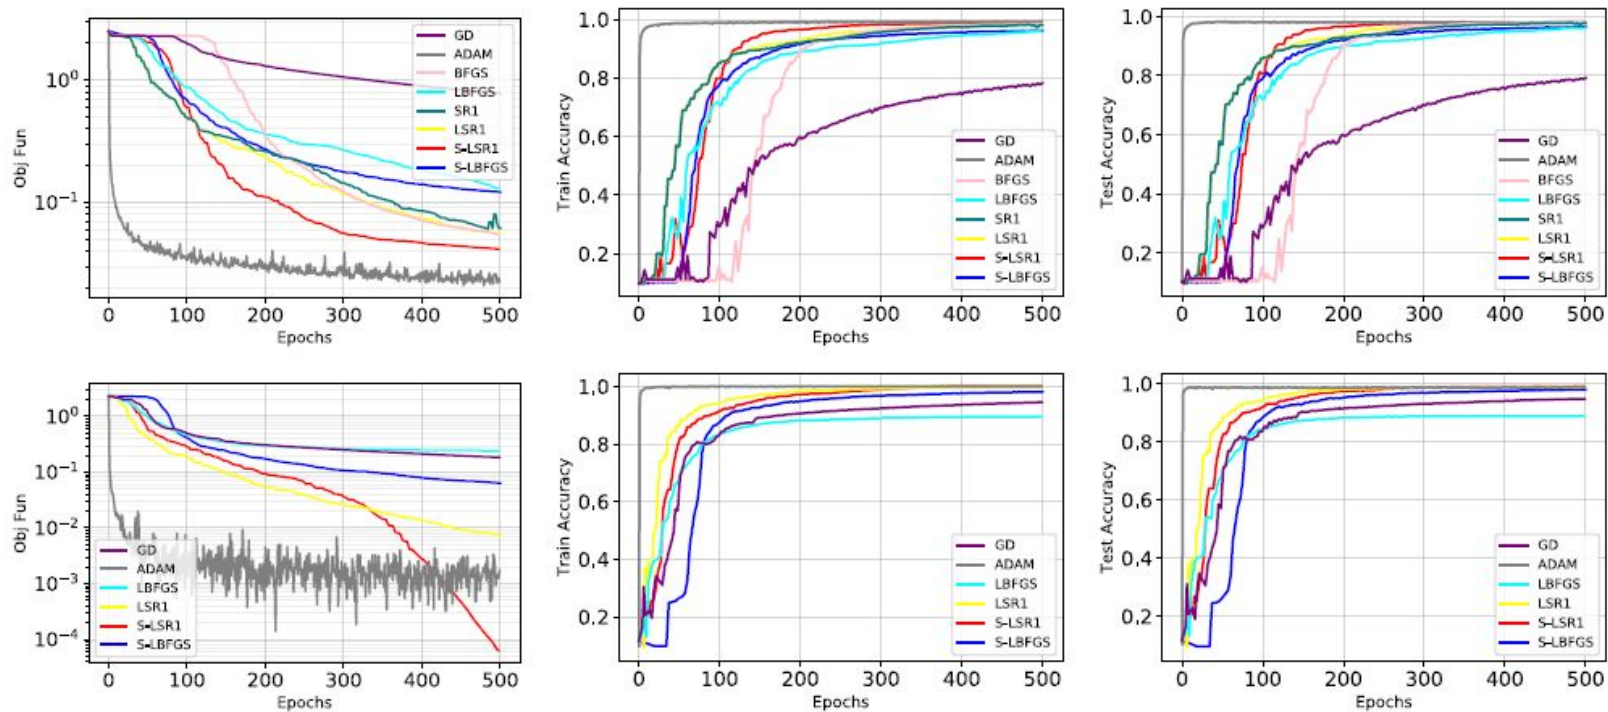 Obj Fun
10⁰
10⁻¹
0 100 200 300 400 500
Epochs
GD
ADAM
BFGS
LBFGS
SR1
LSR1
S-LSR1
S-LBFGS
Train Accuracy
1.0
0.8
0.6
0.4
0.2
0 100 200 300 400 500
Epochs
GD
ADAM
BFGS
LBFGS
SR1
LSR1
S-LSR1
S-LBFGS
Test Accuracy
1.0
0.8
0.6
0.4
0.2
0 100 200 300 400 500
Epochs
GD
ADAM
BFGS
LBFGS
SR1
LSR1
S-LSR1
S-LBFGS
Obj Fun
10⁰
10⁻¹
10⁻²
10⁻³
10⁻⁴
0 100 200 300 400 500
Epochs
GD
ADAM
LBFGS
LSR1
S-LSR1
S-LBFGS
Train Accuracy
1.0
0.8
0.6
0.4
0.2
0 100 200 300 400 500
Epochs
GD
ADAM
LBFGS
LSR1
S-LSR1
S-LBFGS
Test Accuracy
1.0
0.8
0.6
0.4
0.2
0 100 200 300 400 500
Epochs
GD
ADAM
LBFGS
LSR1
S-LSR1
S-LBFGS